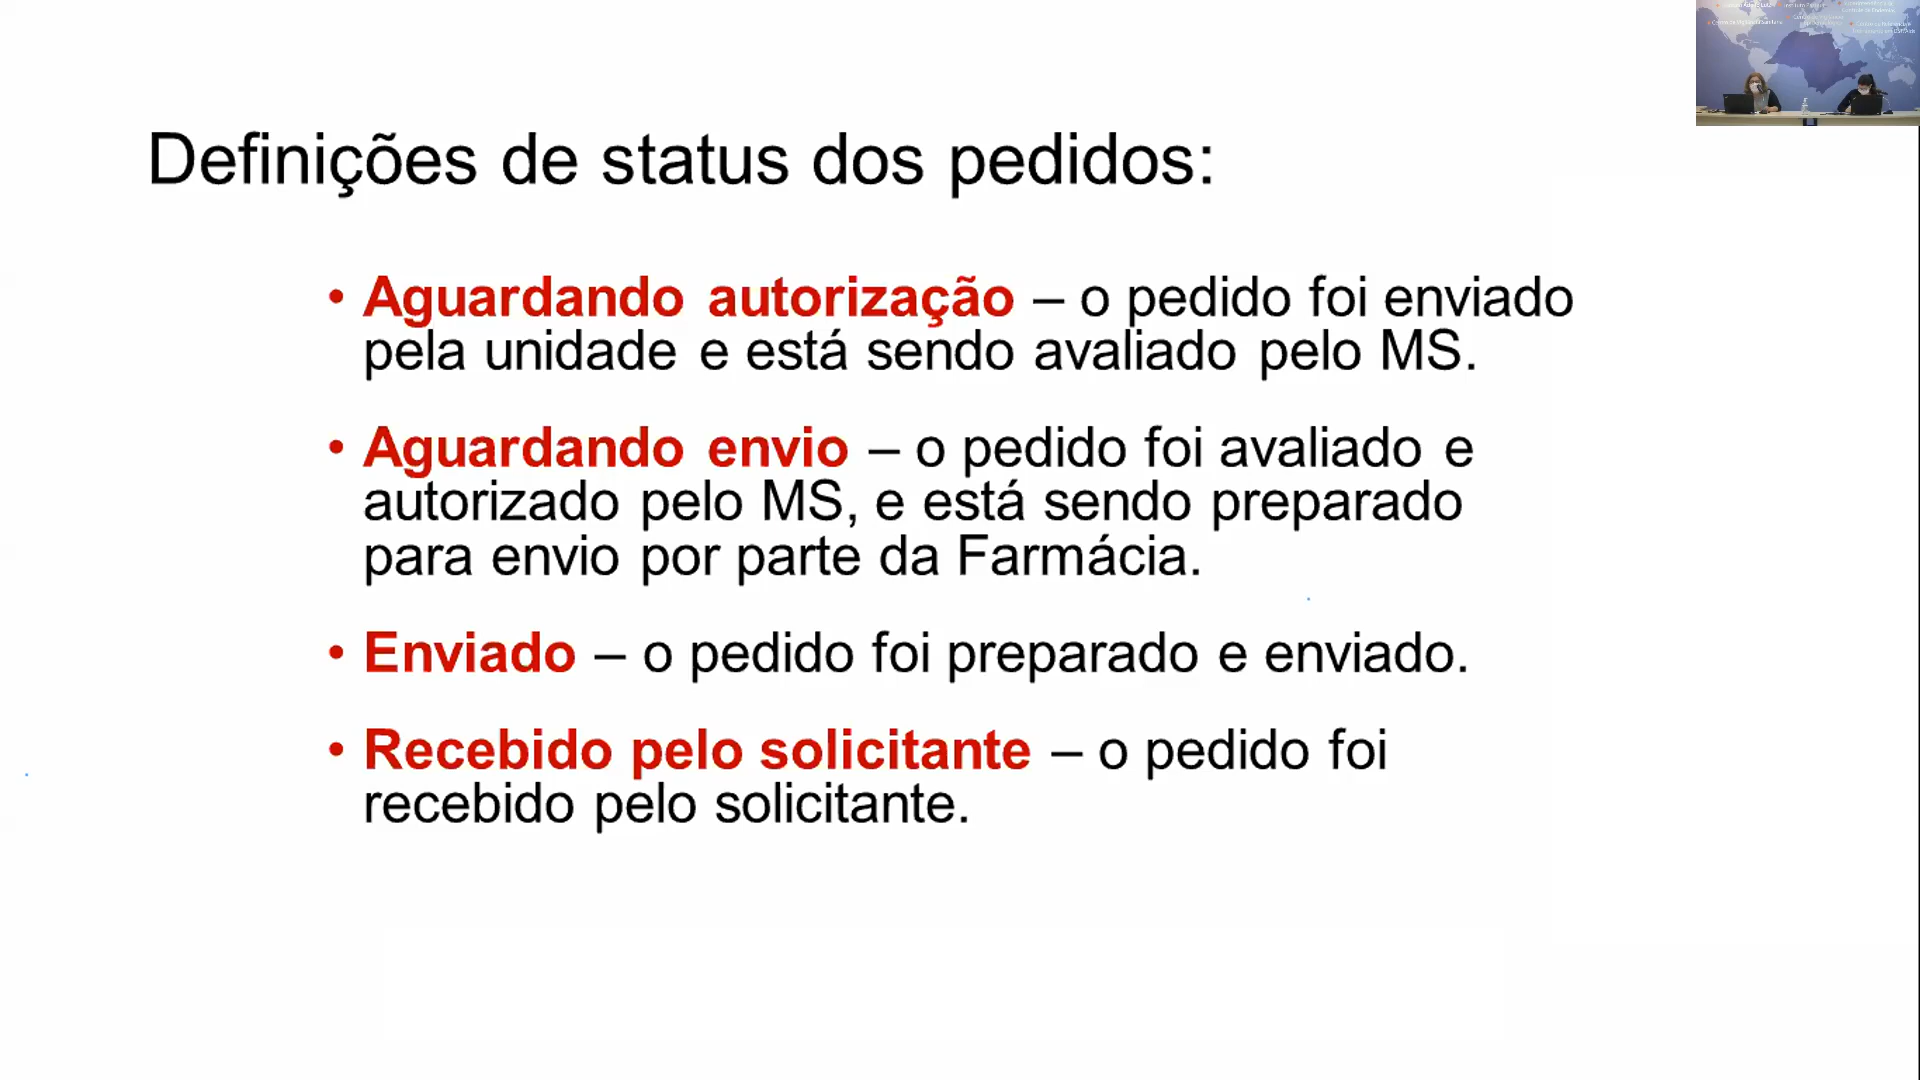 Definições de status dos pedidos:
• Aguardando autorização – o pedido foi enviado
pela unidade e está sendo avaliado pelo MS.
• Aguardando envio – o pedido foi avaliado e
autorizado pelo MS, e está sendo preparado
para envio por parte da Farmácia.
• Enviado – o pedido foi preparado e enviado.
• Recebido pelo solicitante – o pedido foi
recebido pelo solicitante.